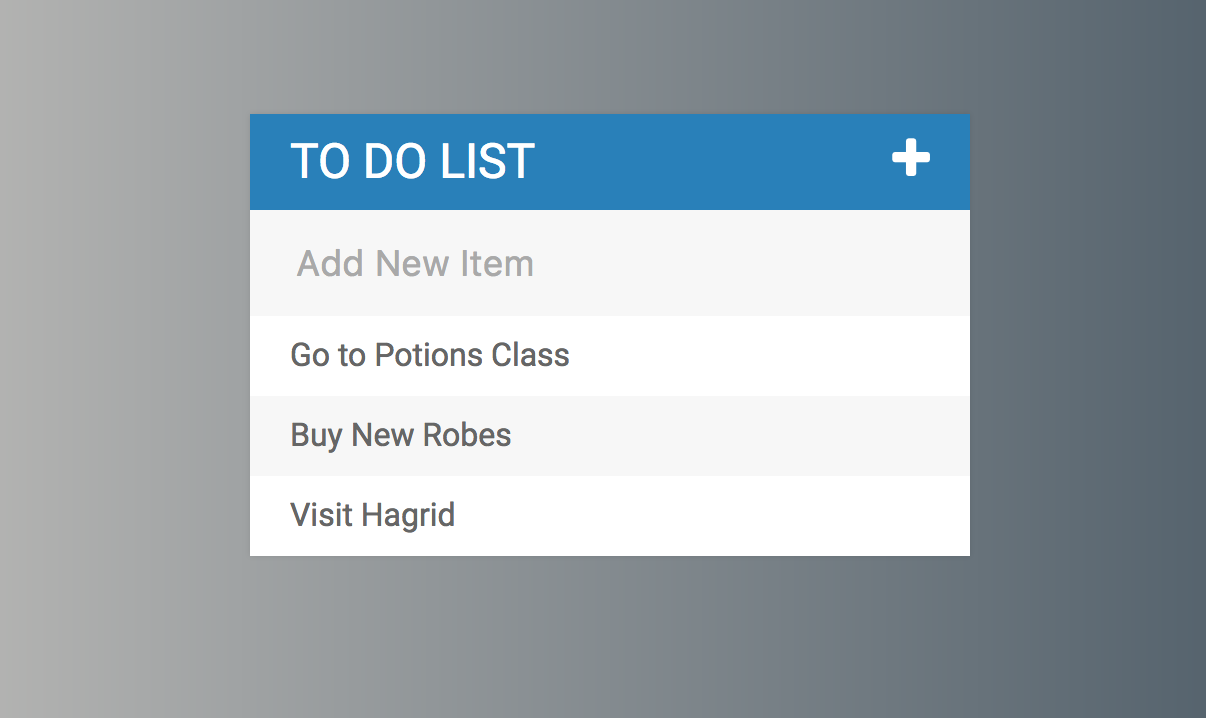 TO DO LIST
Add New Item
Go to Potions Class
Buy New Robes
Visit Hagrid